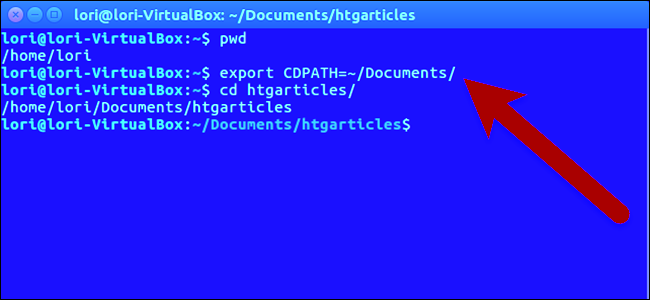 lori@lori-VirtualBox: ~/Documents/htgarticles
lori@lori-VirtualBox:~$ pwd
/home/lori
lori@lori-VirtualBox:~$ export CDPATH=~/Documents/
lori@lori-VirtualBox:~$ cd htgarticles/
/home/lori/Documents/htgarticles
lori@lori-VirtualBox:~/Documents/htgarticles$